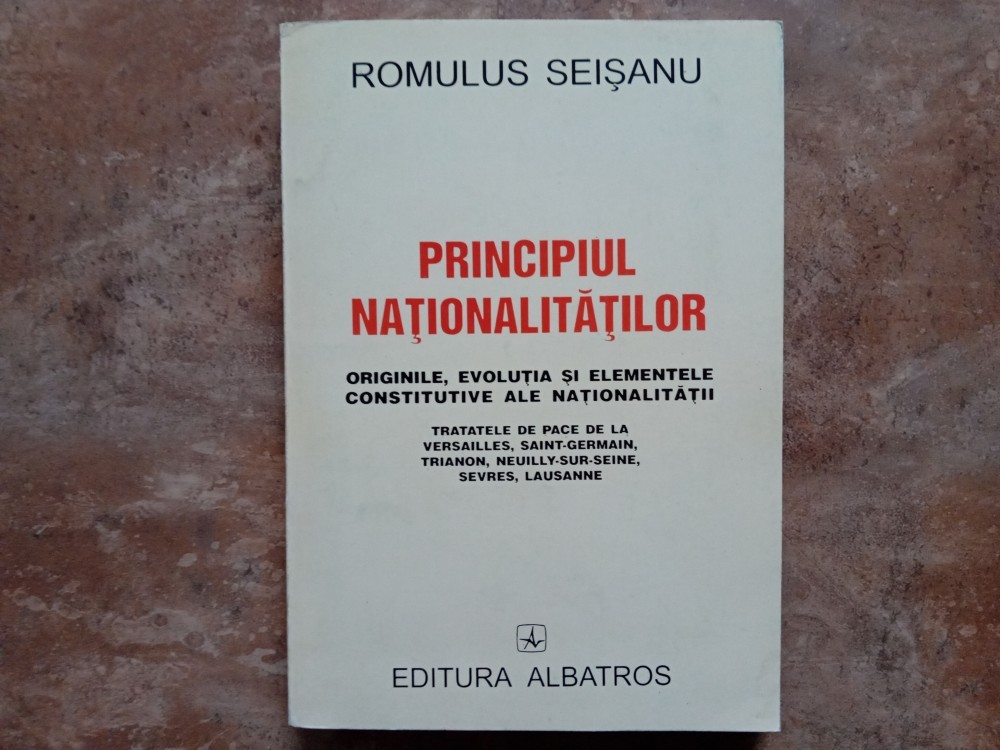 ROMULUS SEIŞANU
PRINCIPIUL
NAŢIONALITĂŢILOR
ORIGINILE, EVOLUŢIA ŞI ELEMENTELE
CONSTITUTIVE ALE NAŢIONALITĂŢII
TRATATELE DE PACE DE LA
VERSAILLES, SAINT-GERMAIN,
TRIANON, NEUILLY-SUR-SEINE,
SEVRES, LAUSANNE
EDITURA ALBATROS